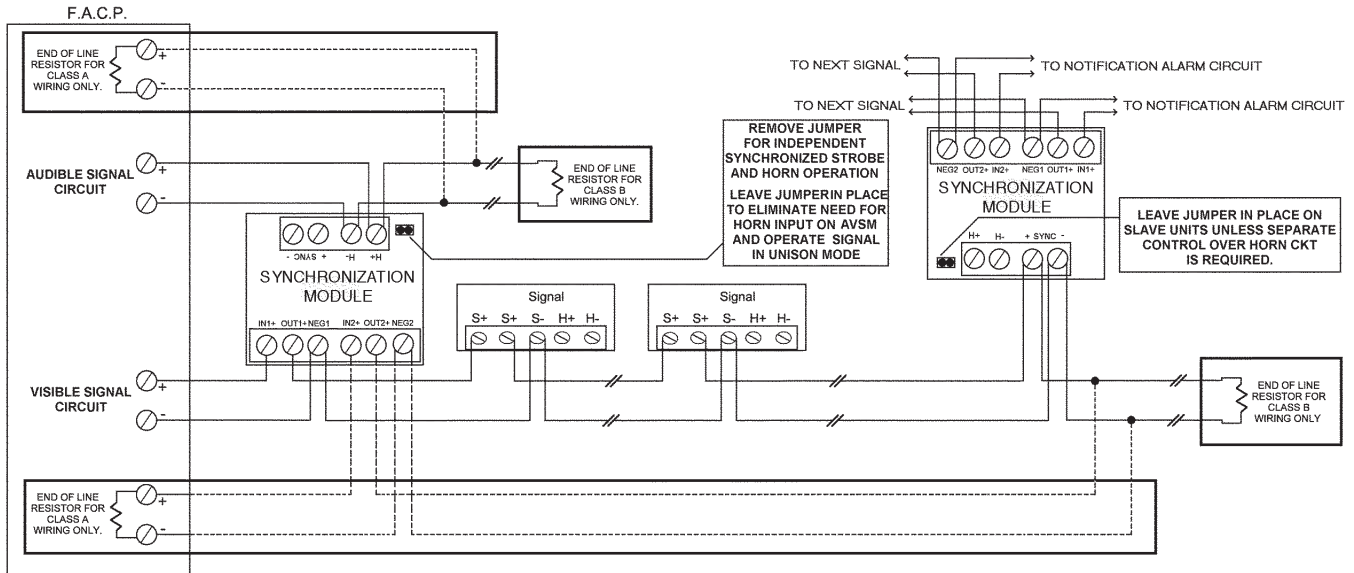 F.A.C.P.
END OF LINE
RESISTOR FOR
CLASS A
WIRING ONLY.
+
-
AUDIBLE SIGNAL
CIRCUIT
+
-
END OF LINE
RESISTOR FOR
CLASS B
WIRING ONLY.
- SYNC + H- H+
SYNCHRONIZATION
MODULE
IN1+ OUT1+ NEG1 IN2+ OUT2+ NEG2
REMOVE JUMPER
FOR INDEPENDENT
SYNCHRONIZED STROBE
AND HORN OPERATION
LEAVE JUMPER IN PLACE
TO ELIMINATE NEED FOR
HORN INPUT ON AVSM
AND OPERATE SIGNAL
IN UNISON MODE
Signal
S+ S+ S- H+ H-
Signal
S+ S+ S- H+ H-
TO NEXT SIGNAL
TO NOTIFICATION ALARM CIRCUIT
TO NEXT SIGNAL
TO NOTIFICATION ALARM CIRCUIT
NEG2 OUT2+ IN2+ NEG1 OUT1+ IN1+
SYNCHRONIZATION
MODULE
H+ H- + SYNC -
LEAVE JUMPER IN PLACE ON
SLAVE UNITS UNLESS SEPARATE
CONTROL OVER HORN CKT
IS REQUIRED.
VISIBLE SIGNAL
CIRCUIT
+
-
END OF LINE
RESISTOR FOR
CLASS B
WIRING ONLY
END OF LINE
RESISTOR FOR
CLASS A
WIRING ONLY.
+
-